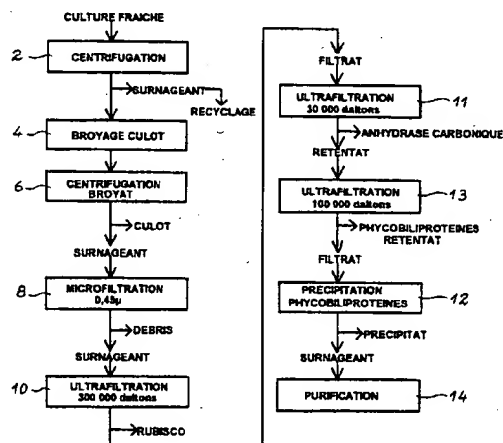 CULTURE FRAICHE
2
CENTRIFUGATION
SURNAGEANT
RECYCLAGE
4
BROYAGE CULOT
6
CENTRIFUGATION
BROYAT
CULOT
SURNAGEANT
8
MICROFILTRATION
0,45µ
DEBRIS
SURNAGEANT
10
ULTRAFILTRATION
300 000 daltons
RUBISCO
FILTRAT
ULTRAFILTRATION
30 000 daltons
11
ANHYDRASE CARBONIQUE
RETENTAT
ULTRAFILTRATION
100 000 daltons
13
PHYCOBILIPROTEINES
RETENTAT
FILTRAT
PRECIPITATION
PHYCOBILIPROTEINES
12
PRECIPITAT
SURNAGEANT
PURIFICATION
14